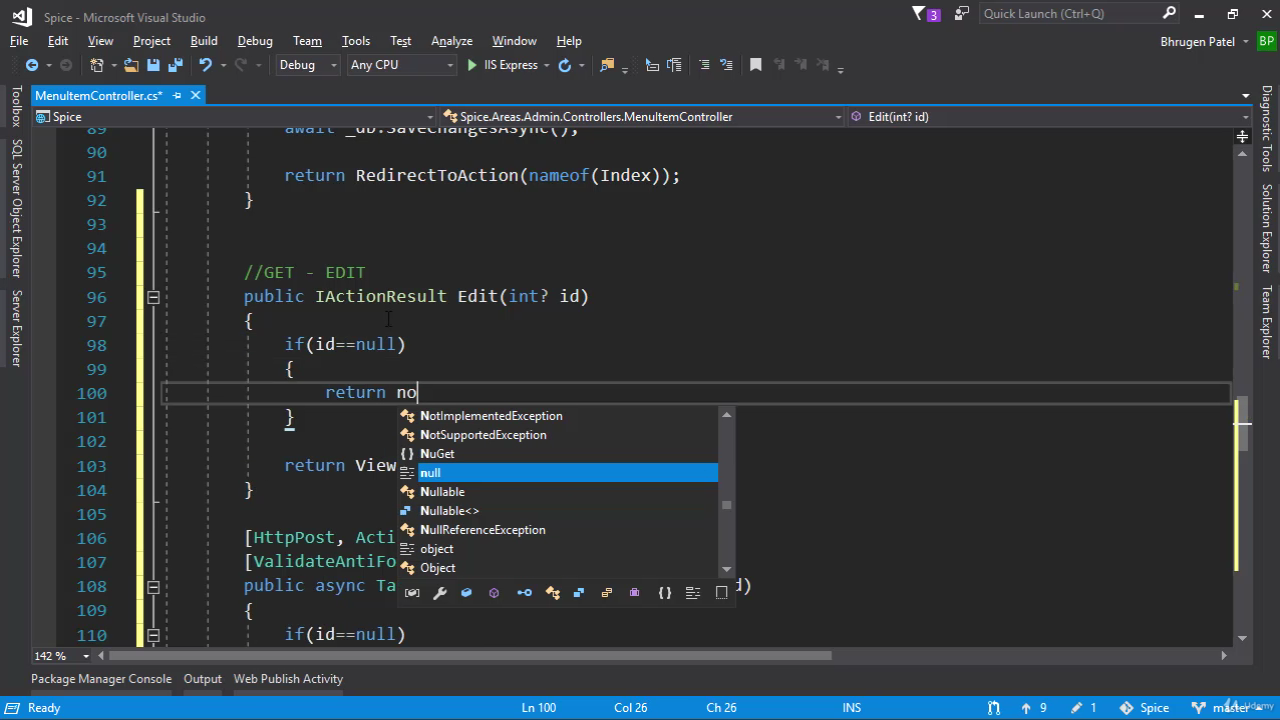 Spice - Microsoft Visual Studio
3
Quick Launch (Ctrl+Q)
File Edit View Project Build Debug Team Tools Test Analyze Window Help
Bhrugen Patel BP
Debug Any CPU IIS Express
MenuItemController.cs*
Spice Spice.Areas.Admin.Controllers.MenuItemController Edit(int? id)
Toolbox
SQL Server Object Explorer
Server Explorer
Diagnostic Tools
Solution Explorer
89 await _db.SaveChangesAsync();
90
91 return RedirectToAction(nameof(Index));
92 }
93
94
95 //GET - EDIT
96 public IActionResult Edit(int? id)
97 {
98 if(id==null)
99 {
100 return no
101 }
102
103 return View
104 }
105
106 [HttpPost, Acti
107 [ValidateAntiFo
108 public async Ta d)
109 {
110 if(id==null)
NotImplementedException
NotSupportedException
{ } NuGet
null
Nullable
Nullable<>
NullReferenceException
object
Object
142 %
Package Manager Console Output Web Publish Activity
Ready Ln 100 Col 26 Ch 26 INS 9 1 Spice master
Udemy